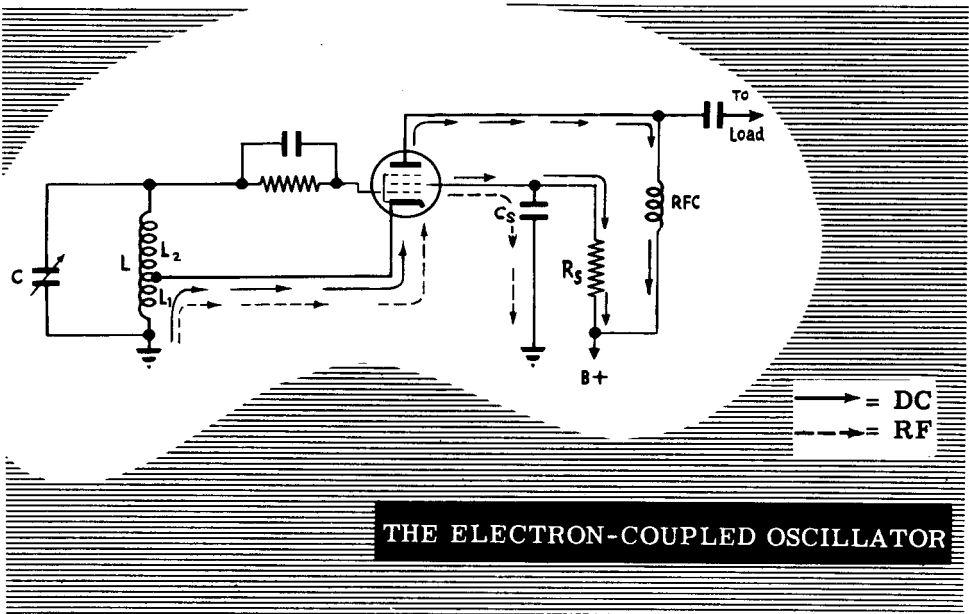 TO
Load
RFC
Cs
L
L2
C
L1
Rs
B+
= DC
= RF
THE ELECTRON-COUPLED OSCILLATOR